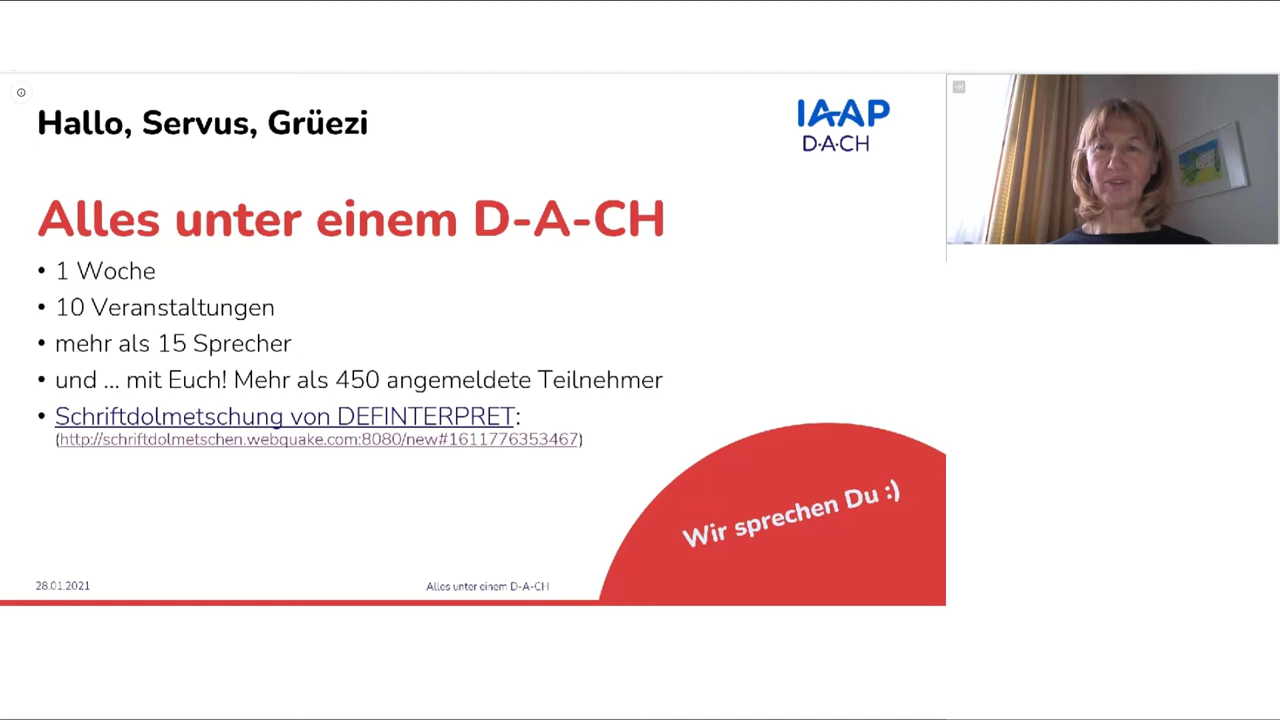 Hallo, Servus, Grüezi
IAAP
D·A·CH
Alles unter einem D-A-CH
• 1 Woche
• 10 Veranstaltungen
• mehr als 15 Sprecher
• und ... mit Euch! Mehr als 450 angemeldete Teilnehmer
• Schriftdolmetschung von DEFINTERPRET:
(http://schriftdolmetschen.webquake.com:8080/new#1611776353467)
Wir sprechen Du :)
28.01.2021
Alles unter einem D-A-CH